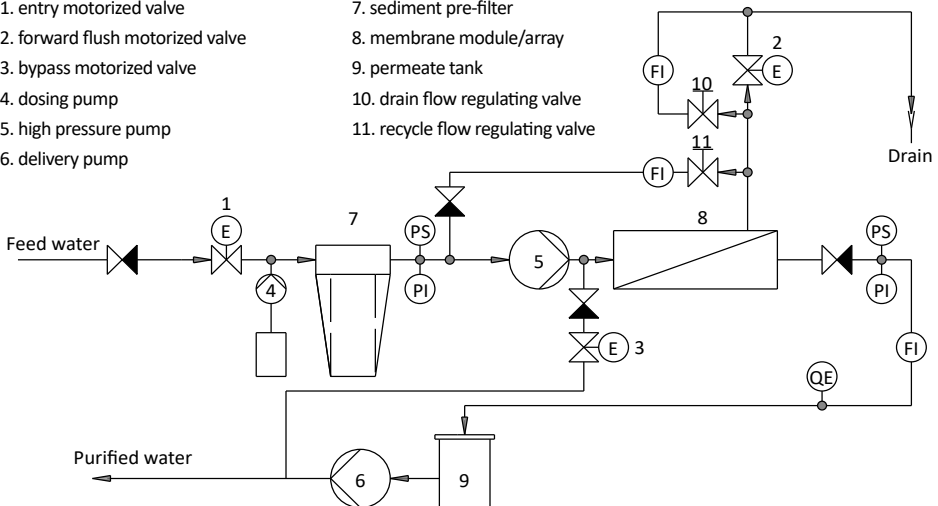 1. entry motorized valve
2. forward flush motorized valve
3. bypass motorized valve
4. dosing pump
5. high pressure pump
6. delivery pump
7. sediment pre-filter
8. membrane module/array
9. permeate tank
10. drain flow regulating valve
11. recycle flow regulating valve
2
FI
E
10
Drain
11
FI
1
E
7
PS
8
PS
Feed water
5
4
PI
PI
E 3
FI
QE
Purified water
6
9